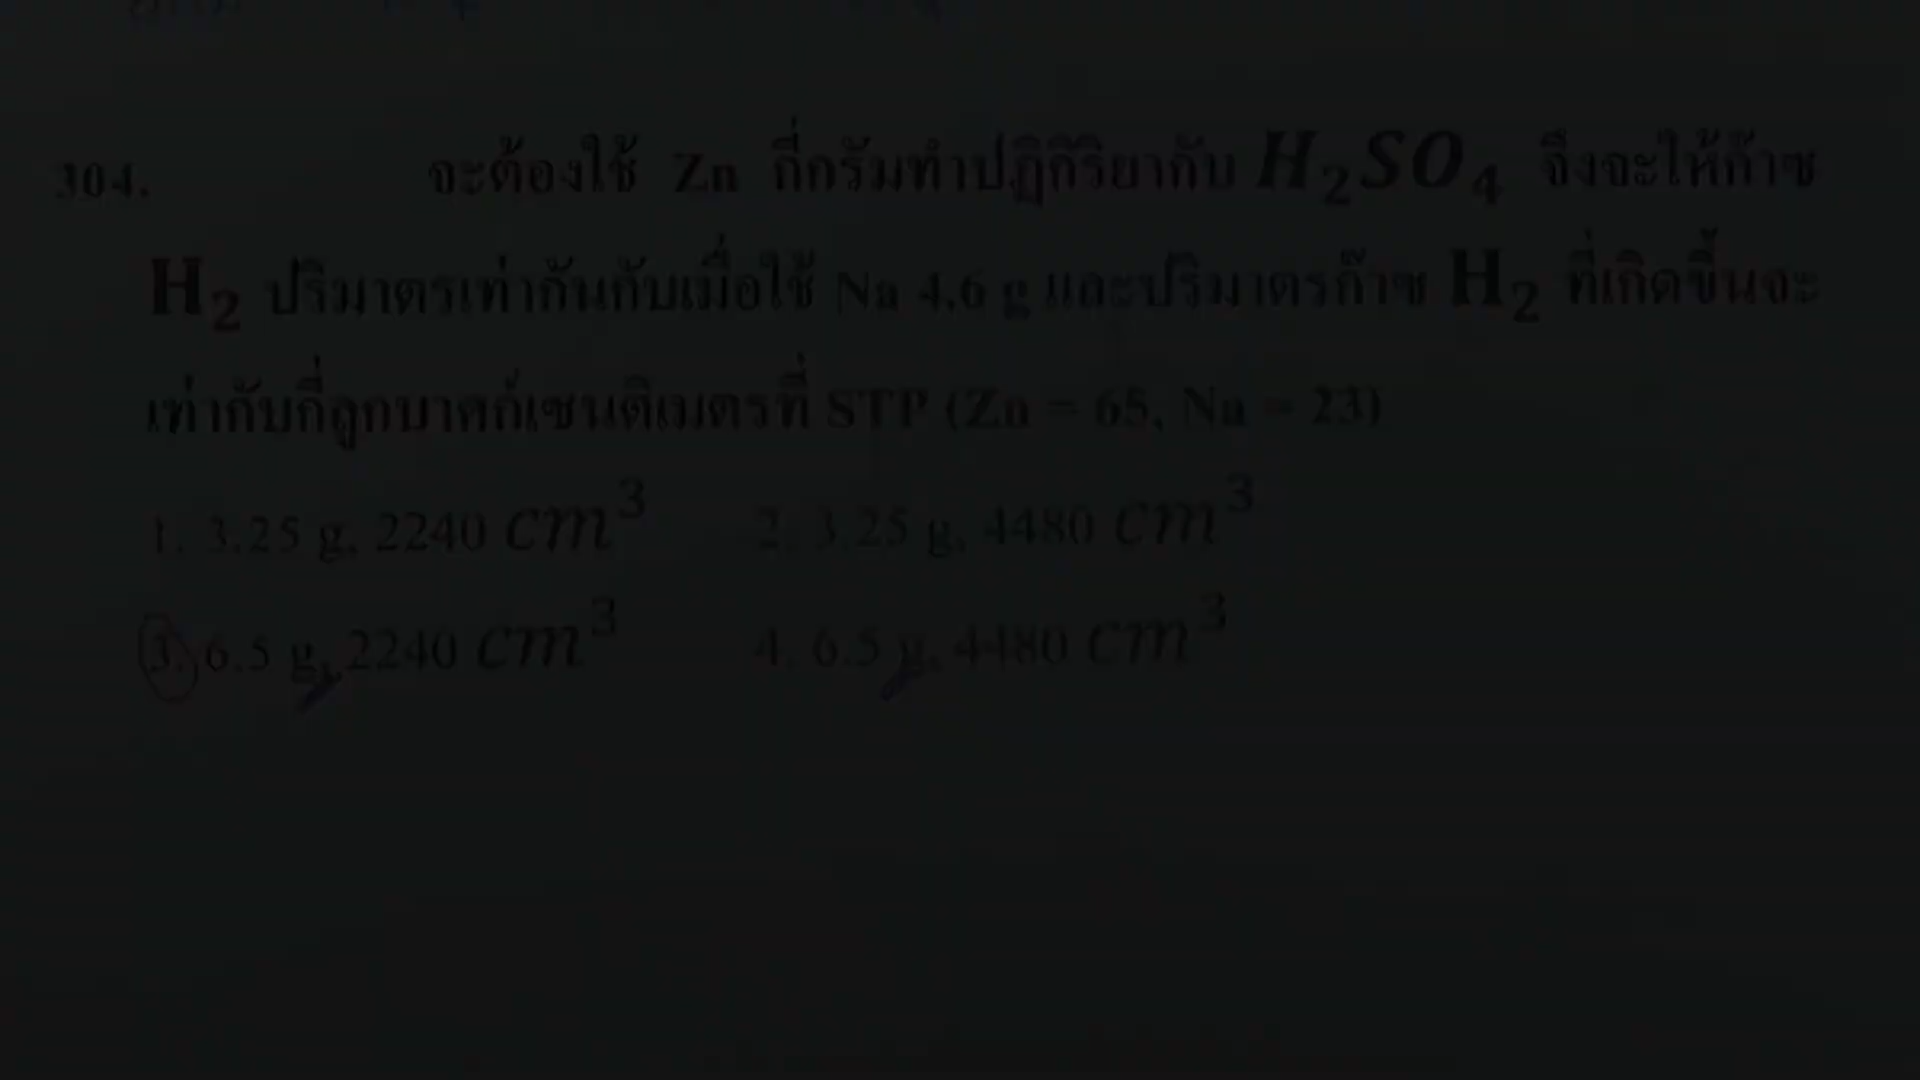 304. จะต้องใช้ Zn กี่กรัมทำปฏิกิริยากับ H₂SO₄ จึงจะให้ก๊าซ
H₂ ปริมาตรเท่ากันกับเมื่อใช้ Na 4.6 g และปริมาตรก๊าซ H₂ ที่เกิดขึ้นจะ
เท่ากับกี่ลูกบาศก์เซนติเมตรที่ STP (Zn = 65, Na = 23)
1. 3.25 g, 2240 cm³ 2. 3.25 g, 4480 cm³
3. 6.5 g, 2240 cm³ 4. 6.5 g, 4480 cm³